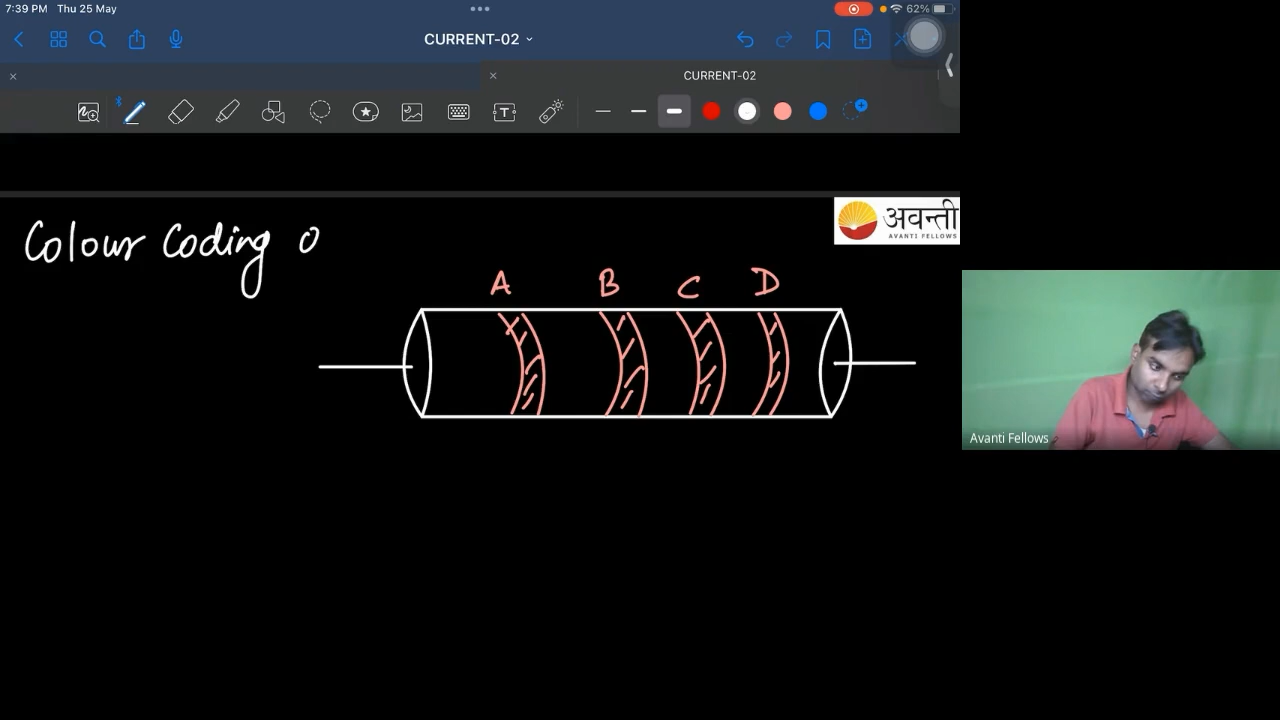 7:39 PM Thu 25 May
62%
CURRENT-02
CURRENT-02
T
Colour Coding o
अवन्ती
AVANTI FELLOWS
A B C D
Avanti Fellows